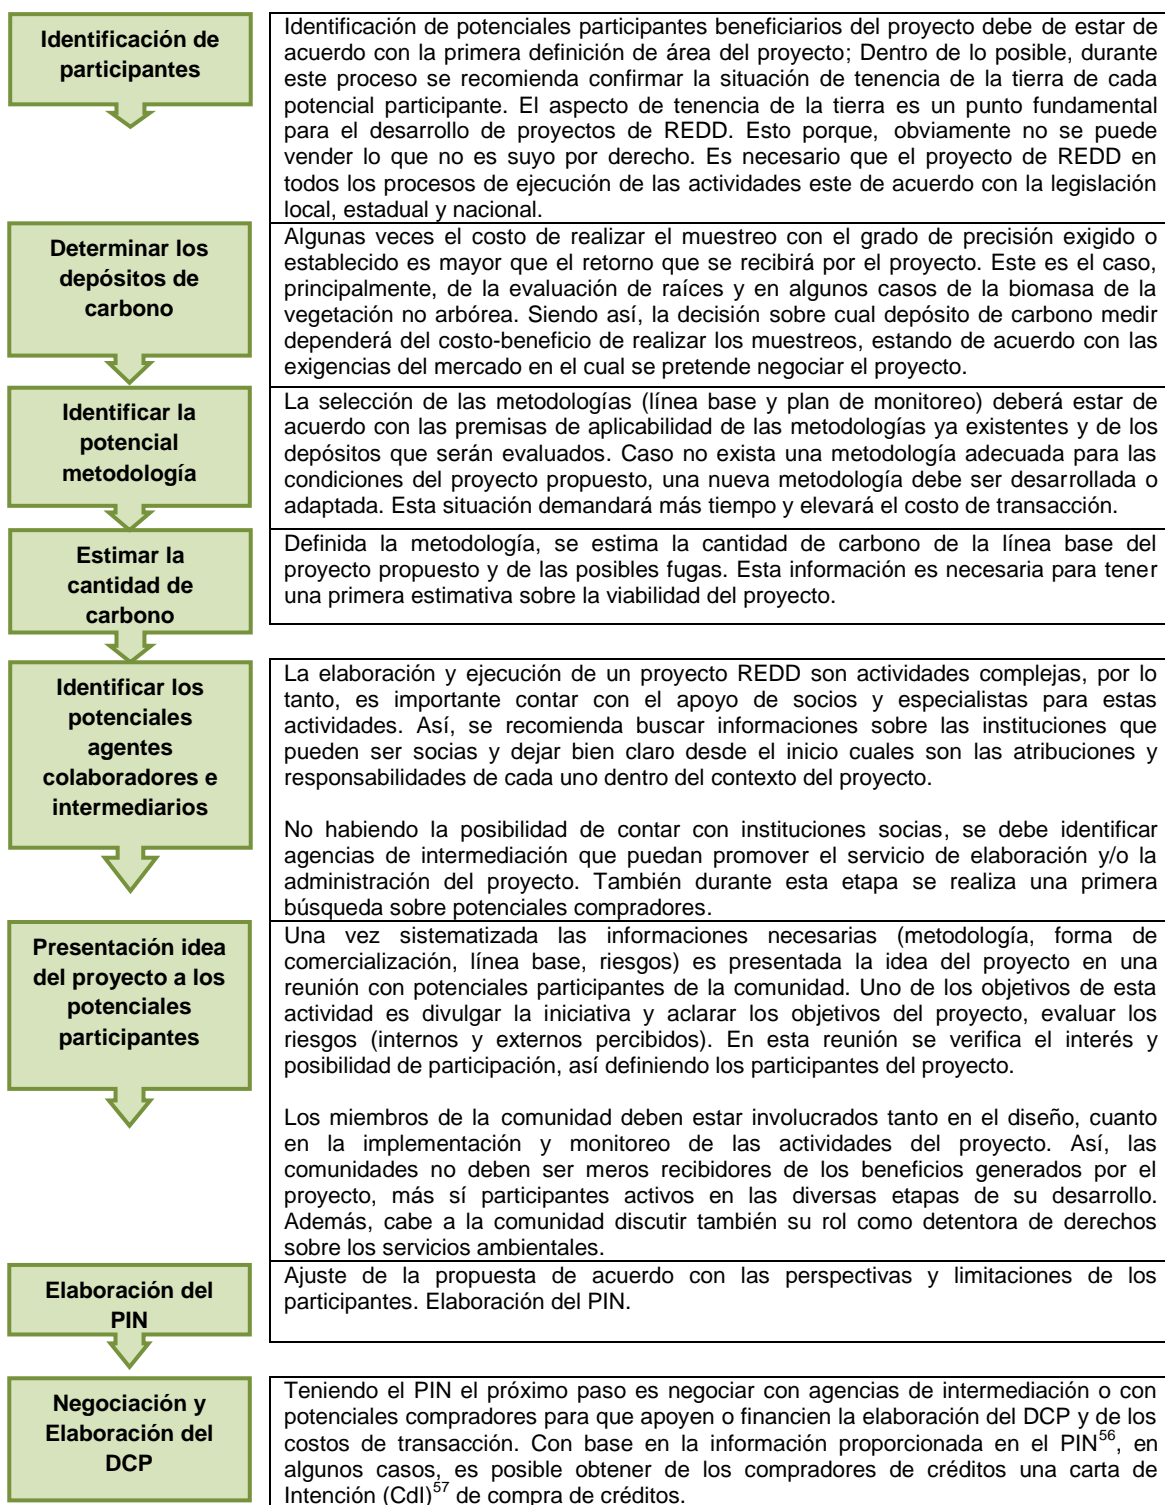 Identificación de
participantes
Identificación de potenciales participantes beneficiarios del proyecto debe de estar de
acuerdo con la primera definición de área del proyecto; Dentro de lo posible, durante
este proceso se recomienda confirmar la situación de tenencia de la tierra de cada
potencial participante. El aspecto de tenencia de la tierra es un punto fundamental
para el desarrollo de proyectos de REDD. Esto porque, obviamente no se puede
vender lo que no es suyo por derecho. Es necesario que el proyecto de REDD en
todos los procesos de ejecución de las actividades este de acuerdo con la legislación
local, estadual y nacional.
Determinar los
depósitos de
carbono
Algunas veces el costo de realizar el muestreo con el grado de precisión exigido o
establecido es mayor que el retorno que se recibirá por el proyecto. Este es el caso,
principalmente, de la evaluación de raíces y en algunos casos de la biomasa de la
vegetación no arbórea. Siendo así, la decisión sobre cual depósito de carbono medir
dependerá del costo-beneficio de realizar los muestreos, estando de acuerdo con las
exigencias del mercado en el cual se pretende negociar el proyecto.
Identificar la
potencial
metodología
La selección de las metodologías (línea base y plan de monitoreo) deberá estar de
acuerdo con las premisas de aplicabilidad de las metodologías ya existentes y de los
depósitos que serán evaluados. Caso no exista una metodología adecuada para las
condiciones del proyecto propuesto, una nueva metodología debe ser desarrollada o
adaptada. Esta situación demandará más tiempo y elevará el costo de transacción.
Estimar la
cantidad de
carbono
Definida la metodología, se estima la cantidad de carbono de la línea base del
proyecto propuesto y de las posibles fugas. Esta información es necesaria para tener
una primera estimativa sobre la viabilidad del proyecto.
Identificar los
potenciales
agentes
colaboradores e
intermediarios
La elaboración y ejecución de un proyecto REDD son actividades complejas, por lo
tanto, es importante contar con el apoyo de socios y especialistas para estas
actividades. Así, se recomienda buscar informaciones sobre las instituciones que
pueden ser socias y dejar bien claro desde el inicio cuales son las atribuciones y
responsabilidades de cada uno dentro del contexto del proyecto.
No habiendo la posibilidad de contar con instituciones socias, se debe identificar
agencias de intermediación que puedan promover el servicio de elaboración y/o la
administración del proyecto. También durante esta etapa se realiza una primera
búsqueda sobre potenciales compradores.
Presentación idea
del proyecto a los
potenciales
participantes
Una vez sistematizada las informaciones necesarias (metodología, forma de
comercialización, línea base, riesgos) es presentada la idea del proyecto en una
reunión con potenciales participantes de la comunidad. Uno de los objetivos de esta
actividad es divulgar la iniciativa y aclarar los objetivos del proyecto, evaluar los
riesgos (internos y externos percibidos). En esta reunión se verifica el interés y
posibilidad de participación, así definiendo los participantes del proyecto.
Los miembros de la comunidad deben estar involucrados tanto en el diseño, cuanto
en la implementación y monitoreo de las actividades del proyecto. Así, las
comunidades no deben ser meros recibidores de los beneficios generados por el
proyecto, más sí participantes activos en las diversas etapas de su desarrollo.
Además, cabe a la comunidad discutir también su rol como detentora de derechos
sobre los servicios ambientales.
Elaboración del
PIN
Ajuste de la propuesta de acuerdo con las perspectivas y limitaciones de los
participantes. Elaboración del PIN.
Negociación y
Elaboración del
DCP
Teniendo el PIN el próximo paso es negociar con agencias de intermediación o con
potenciales compradores para que apoyen o financien la elaboración del DCP y de los
costos de transacción. Con base en la información proporcionada en el PIN56, en
algunos casos, es posible obtener de los compradores de créditos una carta de
Intención (CdI)57 de compra de créditos.